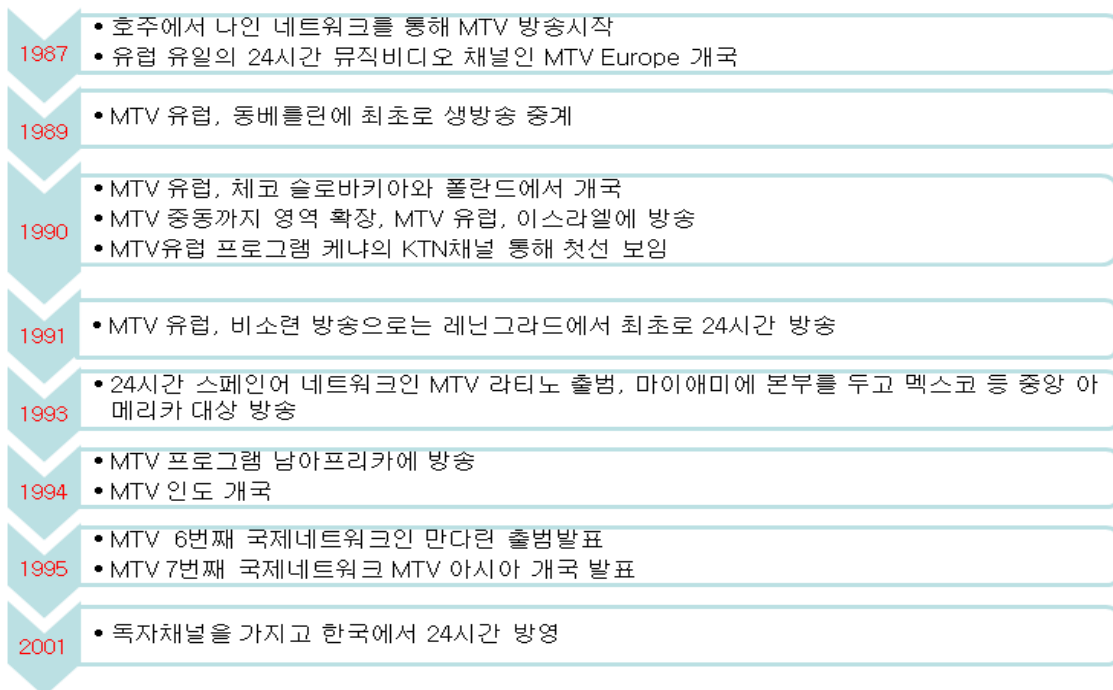 1987
• 호주에서 나인 네트워크를 통해 MTV 방송시작
• 유럽 유일의 24시간 뮤직비디오 채널인 MTV Europe 개국
1989
• MTV 유럽, 동베를린에 최초로 생방송 중계
1990
• MTV 유럽, 체코 슬로바키아와 폴란드에서 개국
• MTV 중동까지 영역 확장, MTV 유럽, 이스라엘에 방송
• MTV유럽 프로그램 케냐의 KTN채널 통해 첫선 보임
1991
• MTV 유럽, 비소련 방송으로는 레닌그라드에서 최초로 24시간 방송
1993
• 24시간 스페인어 네트워크인 MTV 라티노 출범, 마이애미에 본부를 두고 멕스코 등 중앙 아
메리카 대상 방송
1994
• MTV 프로그램 남아프리카에 방송
• MTV 인도 개국
1995
• MTV 6번째 국제네트워크인 만다린 출범발표
• MTV 7번째 국제네트워크 MTV 아시아 개국 발표
2001
• 독자채널을 가지고 한국에서 24시간 방영